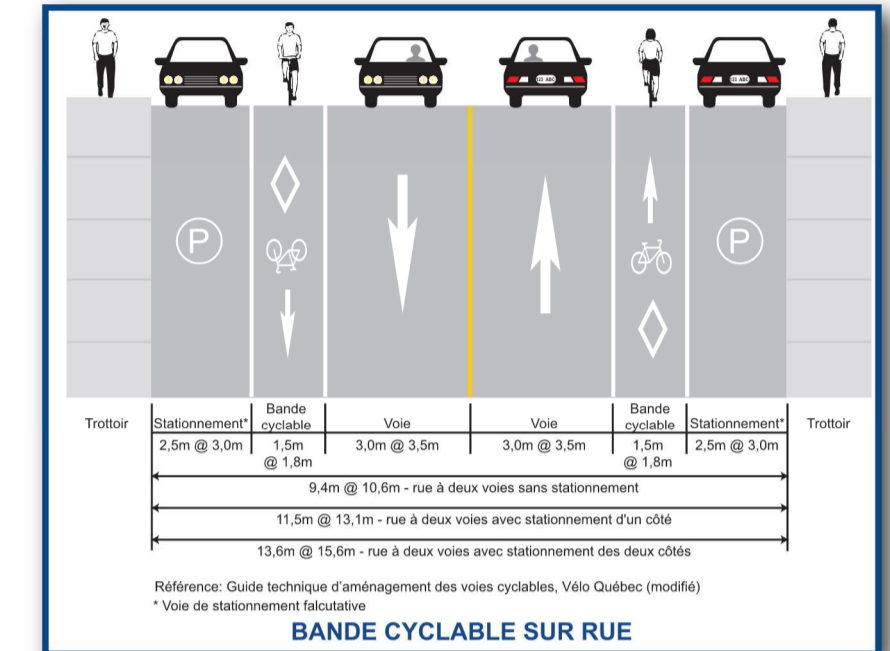 U3 ABC
U3 ABC
P
P
Trottoir
Stationnement*
Bande
cyclable
Voie
Voie
Bande
cyclable
Stationnement*
Trottoir
2,5m @ 3,0m
1,5m
@ 1,8m
3,0m @ 3,5m
3,0m @ 3,5m
1,5m
@ 1,8m
2,5m @ 3,0m
9,4m @ 10,6m - rue à deux voies sans stationnement
11,5m @ 13,1m - rue à deux voies avec stationnement d'un côté
13,6m @ 15,6m - rue à deux voies avec stationnement des deux côtés
Référence: Guide technique d'aménagement des voies cyclables, Vélo Québec (modifié)
* Voie de stationnement falcutative
BANDE CYCLABLE SUR RUE